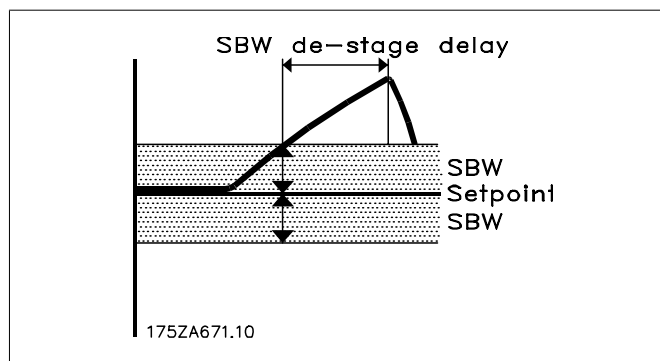 SBW de-stage delay
SBW
Setpoint
SBW
175ZA671.10